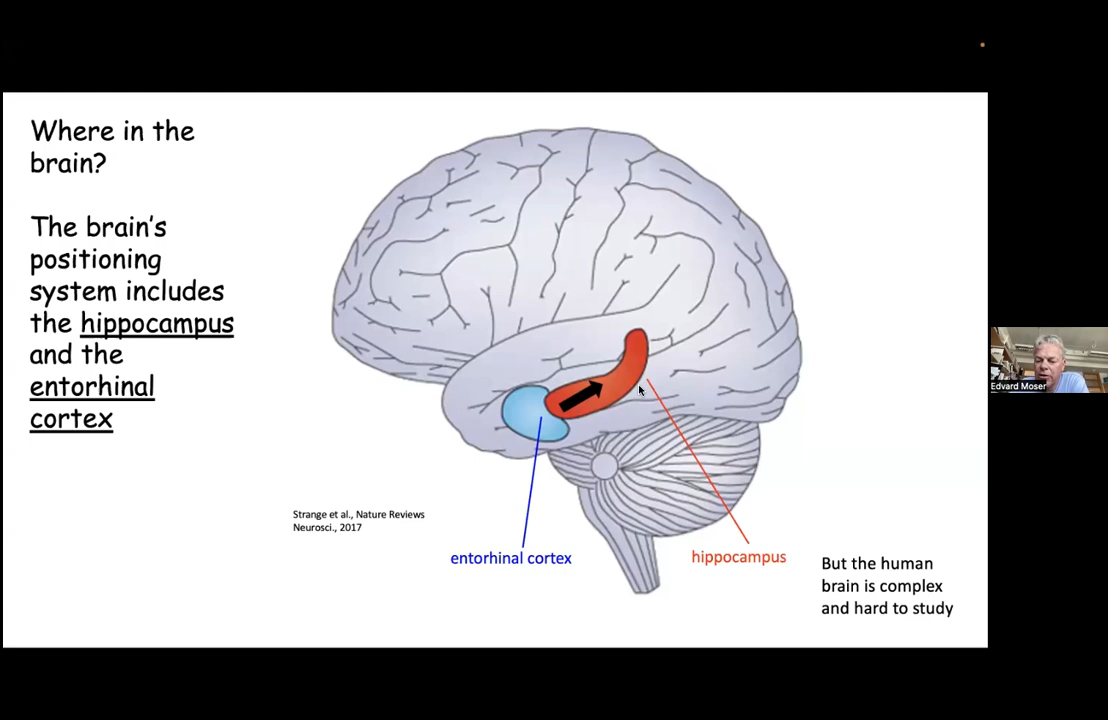 Where in the
brain?
The brain's
positioning
system includes
the hippocampus
and the
entorhinal
cortex
Strange et al., Nature Reviews
Neurosci., 2017
entorhinal cortex
hippocampus
But the human
brain is complex
and hard to study
Edvard Moser